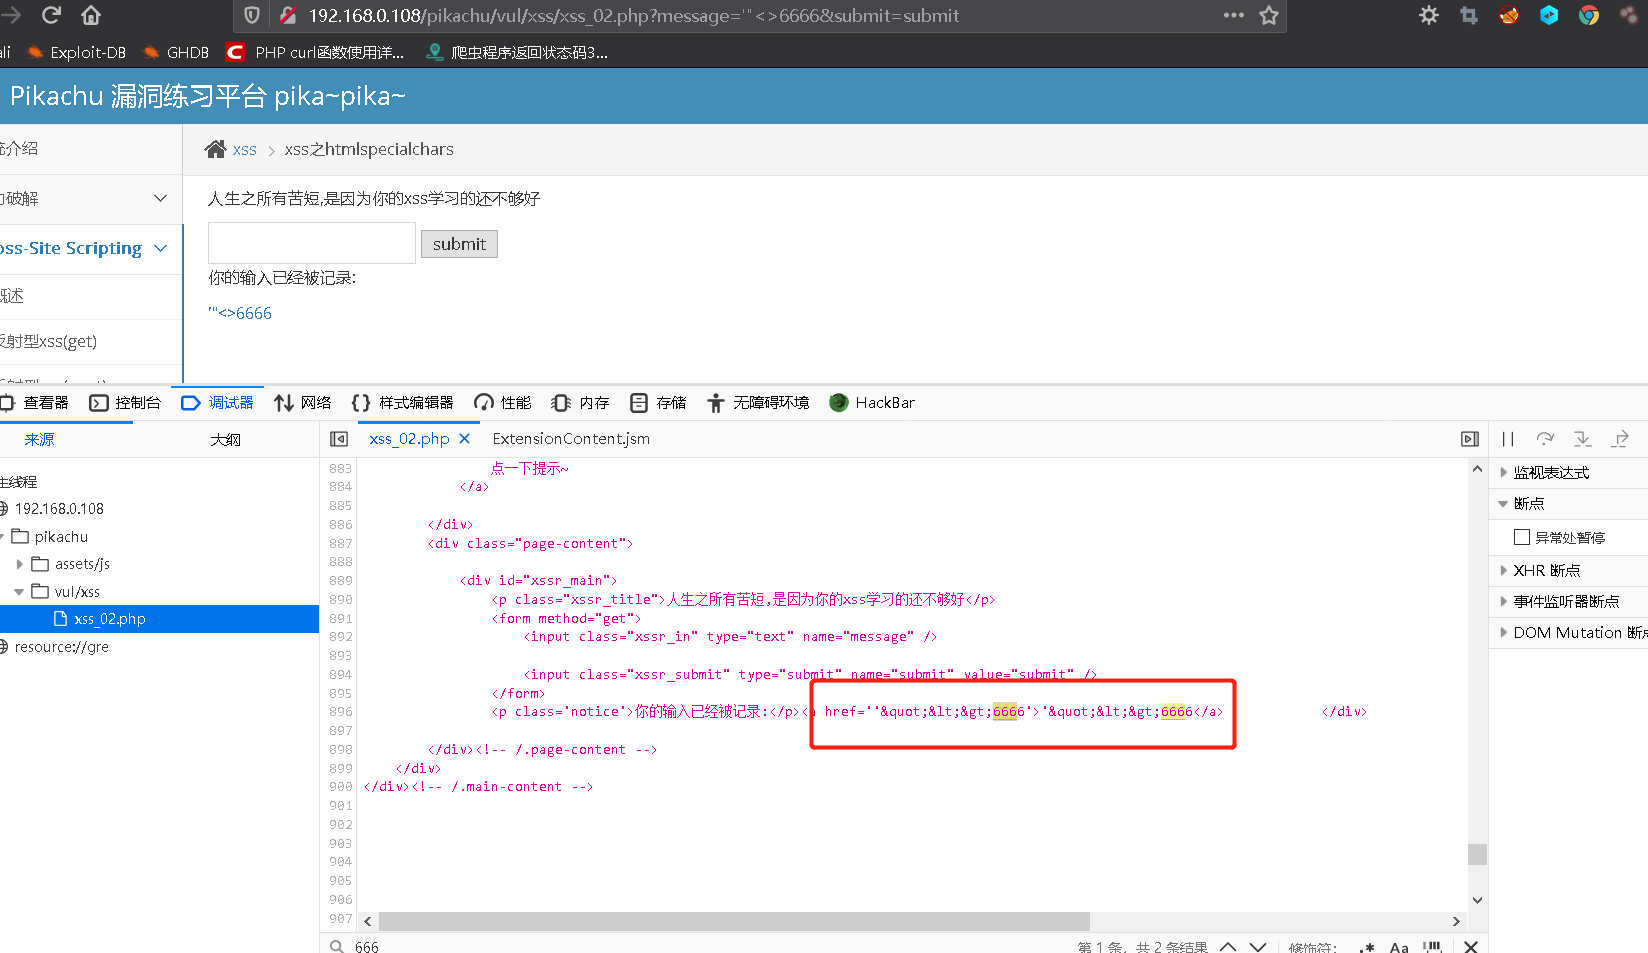 192.168.0.108/pikachu/vul/xss/xss_02.php?message='"<>6666&submit=submit
Exploit-DB GHDB PHP curl函数使用详... 爬虫程序返回状态码3...
Pikachu 漏洞练习平台 pika~pika~
介绍
xss > xss之htmlspecialchars
破解
人生之所有苦短,是因为你的xss学习的还不够好
submit
oss-Site Scripting
你的输入已经被记录:
概述
'"<>6666
反射型xss(get)
查看器 控制台 调试器 网络 样式编辑器 性能 内存 存储 无障碍环境 HackBar
来源 大纲 xss_02.php ExtensionContent.jsm
主线程
192.168.0.108
pikachu
assets/js
vul/xss
xss_02.php
resource://gre
883 点一下提示~
884 </a>
885
886 </div>
887 <div class="page-content">
888
889 <div id="xssr_main">
890 <p class="xssr_title">人生之所有苦短,是因为你的xss学习的还不够好</p>
891 <form method="get">
892 <input class="xssr_in" type="text" name="message" />
893
894 <input class="xssr_submit" type="submit" name="submit" value="submit" />
895 </form>
896 <p class='notice'>你的输入已经被记录:</p><a href=''&quot;&lt;&gt;6666'>'&quot;&lt;&gt;6666</a> </div>
897
898 </div><!-- /.page-content -->
899 </div>
900 </div><!-- /.main-content -->
901
902
903
904
905
906
907
监视表达式
断点
异常处暂停
XHR 断点
事件监听器断点
DOM Mutation 断
666 第 1 条，共 2 条结果 修饰符: .* Aa